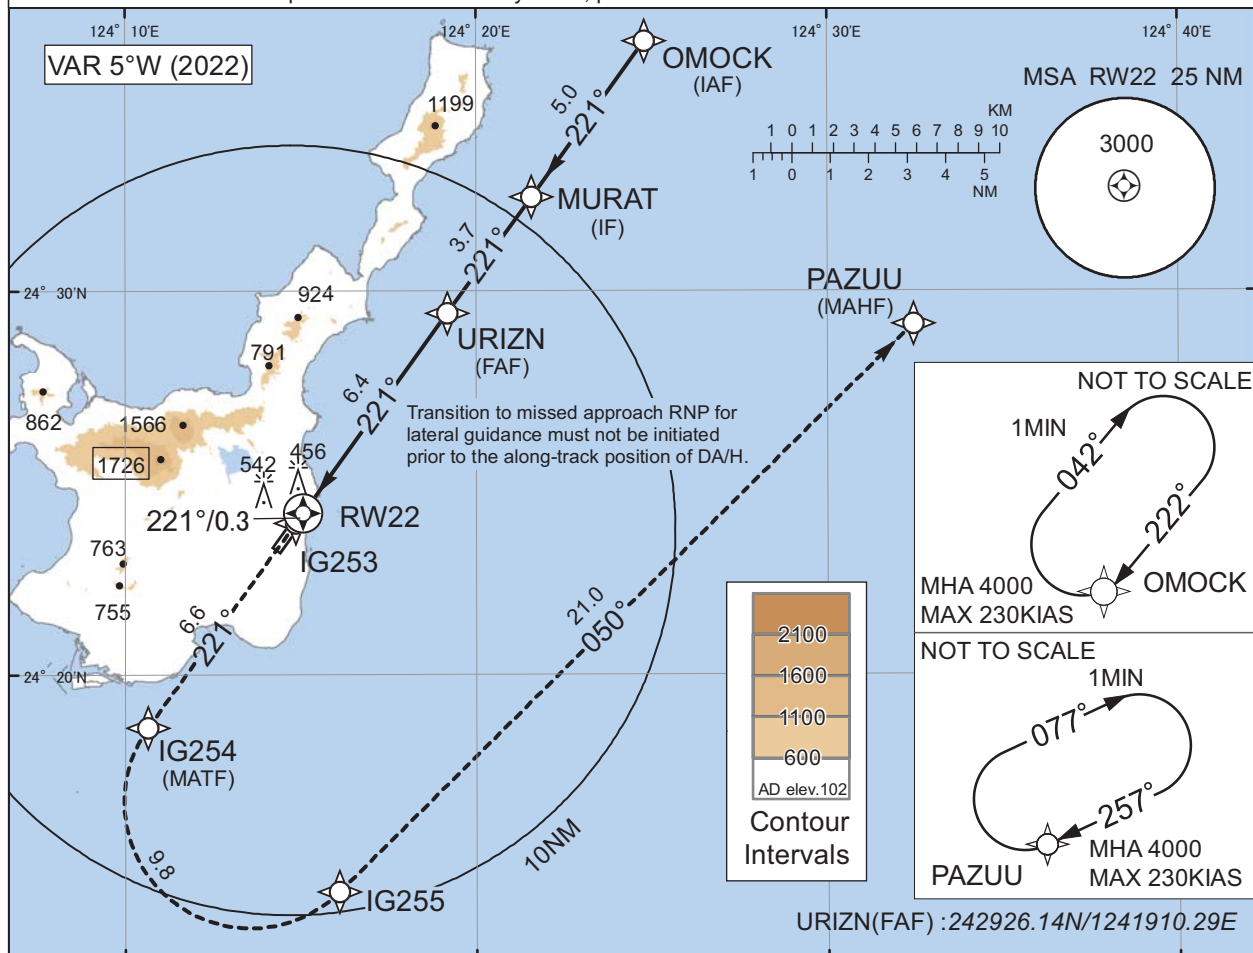 124° 10′E
124° 20′E
124° 30′E
124° 40′E
VAR 5°W (2022)
OMOCK
(IAF)
MSA RW22 25 NM
3000
1199
5.0
221°
KM
1 0 1 2 3 4 5 6 7 8 9 10
1 0 1 2 3 4 5
NM
MURAT
(IF)
3.7
221°
24° 30′N
PAZUU
(MAHF)
924
URIZN
(FAF)
791
862
6.4
221°
Transition to missed approach RNP for
lateral guidance must not be initiated
prior to the along-track position of DA/H.
1566
1726
542
456
221°/0.3
RW22
IG253
763
755
6.6
221°
21.0
050°
24° 20′N
IG254
(MATF)
9.8
IG255
10NM
2100
1600
1100
600
AD elev.102
Contour
Intervals
NOT TO SCALE
1MIN
042°
222°
MHA 4000
MAX 230KIAS
OMOCK
NOT TO SCALE
1MIN
077°
257°
PAZUU
MHA 4000
MAX 230KIAS
URIZN(FAF) :242926.14N/1241910.29E